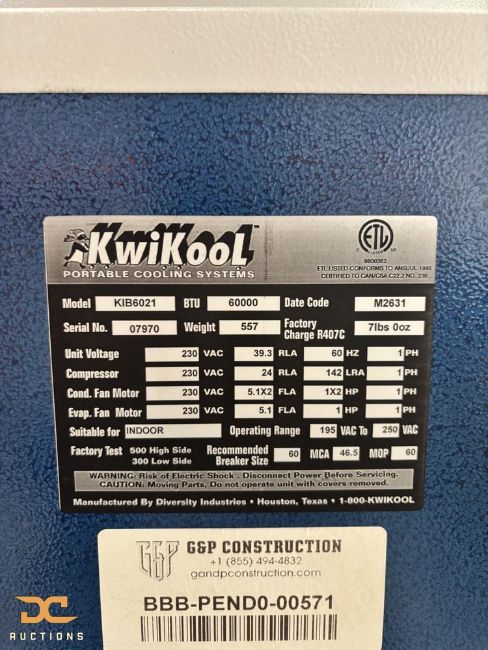 KwiKool™
PORTABLE COOLING SYSTEMS
ETL
9800362
ETL LISTED CONFORMS TO ANSI/UL-1995
CERTIFIED TO CAN/CSA C22.2 NO. 236
Model KIB6021 BTU 60000 Date Code M2631
Serial No. 07970 Weight 557 Factory Charge R407C 7lbs 0oz
Unit Voltage 230 VAC 39.3 RLA 60 HZ 1 PH
Compressor 230 VAC 24 RLA 142 LRA 1 PH
Cond. Fan Motor 230 VAC 5.1X2 FLA 1X2 HP 1 PH
Evap. Fan Motor 230 VAC 5.1 FLA 1 HP 1 PH
Suitable for INDOOR Operating Range 195 VAC To 250 VAC
Factory Test 500 High Side 300 Low Side Recommended Breaker Size 60 MCA 46.5 MOP 60
WARNING: Risk of Electric Shock, Disconnect Power Before Servicing.
CAUTION: Moving Parts, Do not operate unit with covers removed.
Manufactured By Diversity Industries • Houston, Texas • 1-800-KWIKOOL
G&P G&P CONSTRUCTION
+1 (855) 494-4832
gandpconstruction.com
BBB-PEND0-00571
DC
AUCTIONS